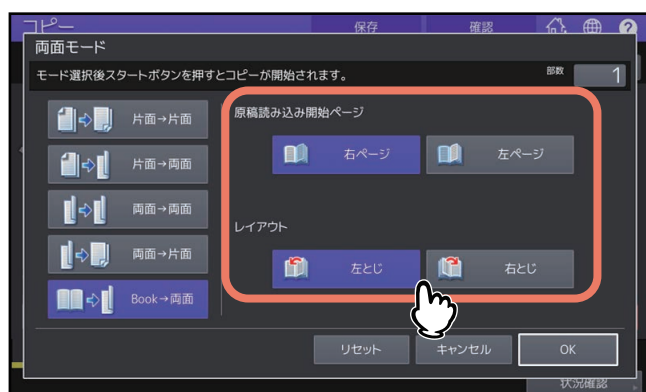 コピー
保存
確認
?
両面モード
モード選択後スタートボタンを押すとコピーが開始されます。
部数
1
片面→片面
片面→両面
両面→両面
両面→片面
Book→両面
原稿読み込み開始ページ
右ページ
左ページ
レイアウト
左とじ
右とじ
リセット
キャンセル
OK
状況確認